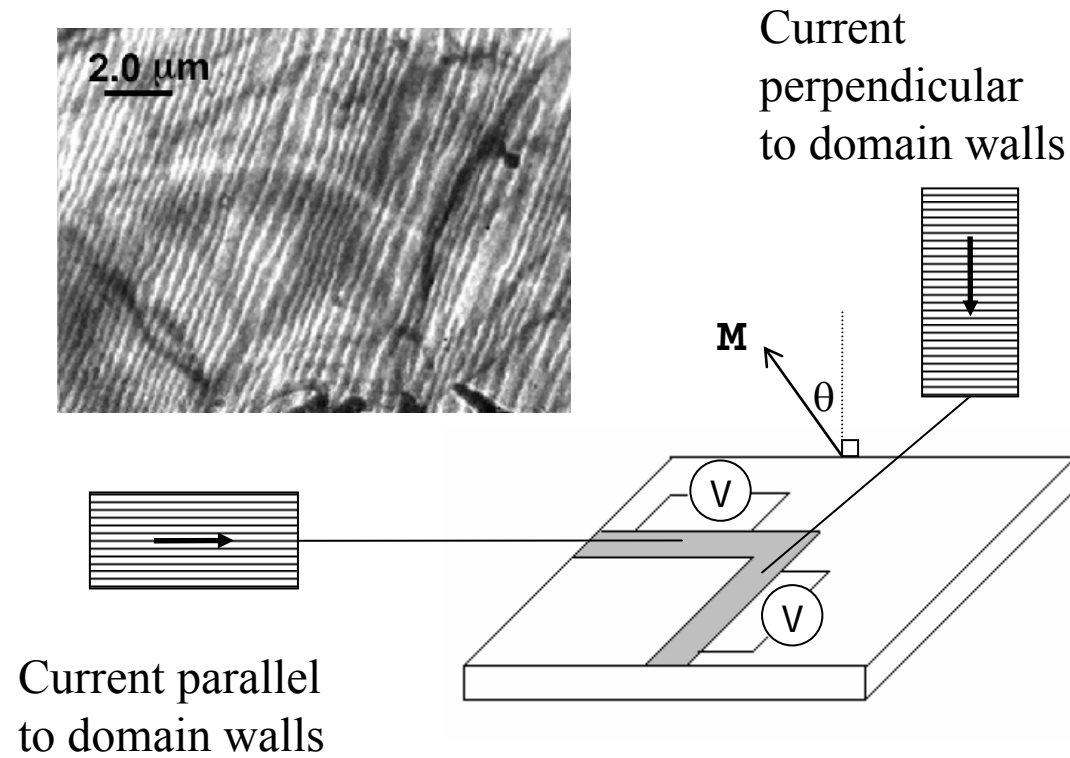 2.0 μm
Current
perpendicular
to domain walls
M
θ
V
V
Current parallel
to domain walls